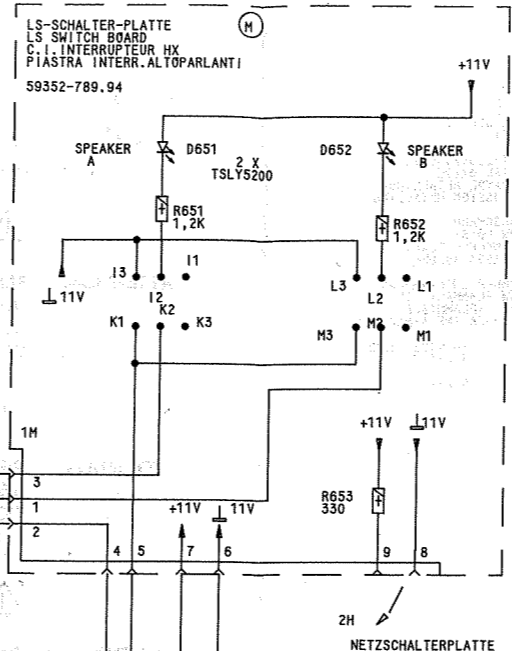 LS-SCHALTER-PLATTE
LS SWITCH BOARD
C.I.INTERRUPTEUR HX
PIASTRA INTERR.ALTOPARLANTI
59352-789.94
M
+11V
SPEAKER
A
D651
2 X
TSLY5200
D652
SPEAKER
B
R651
1,2K
R652
1,2K
I3
I1
I2
11V
L3
L2
L1
K1
K2
K3
M3
M2
M1
+11V
11V
1M
3
1
2
+11V
11V
R653
330
4
5
7
6
9
8
2H
NETZSCHALTERPLATTE